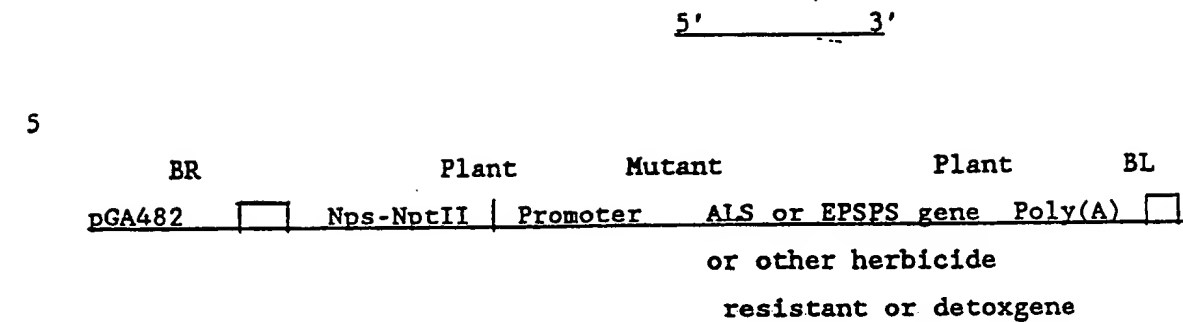 5' 3'
5
BR Plant Mutant Plant BL
pGA482 Nps-NptII Promoter ALS or EPSPS gene Poly(A)
or other herbicide
resistant or detoxgene